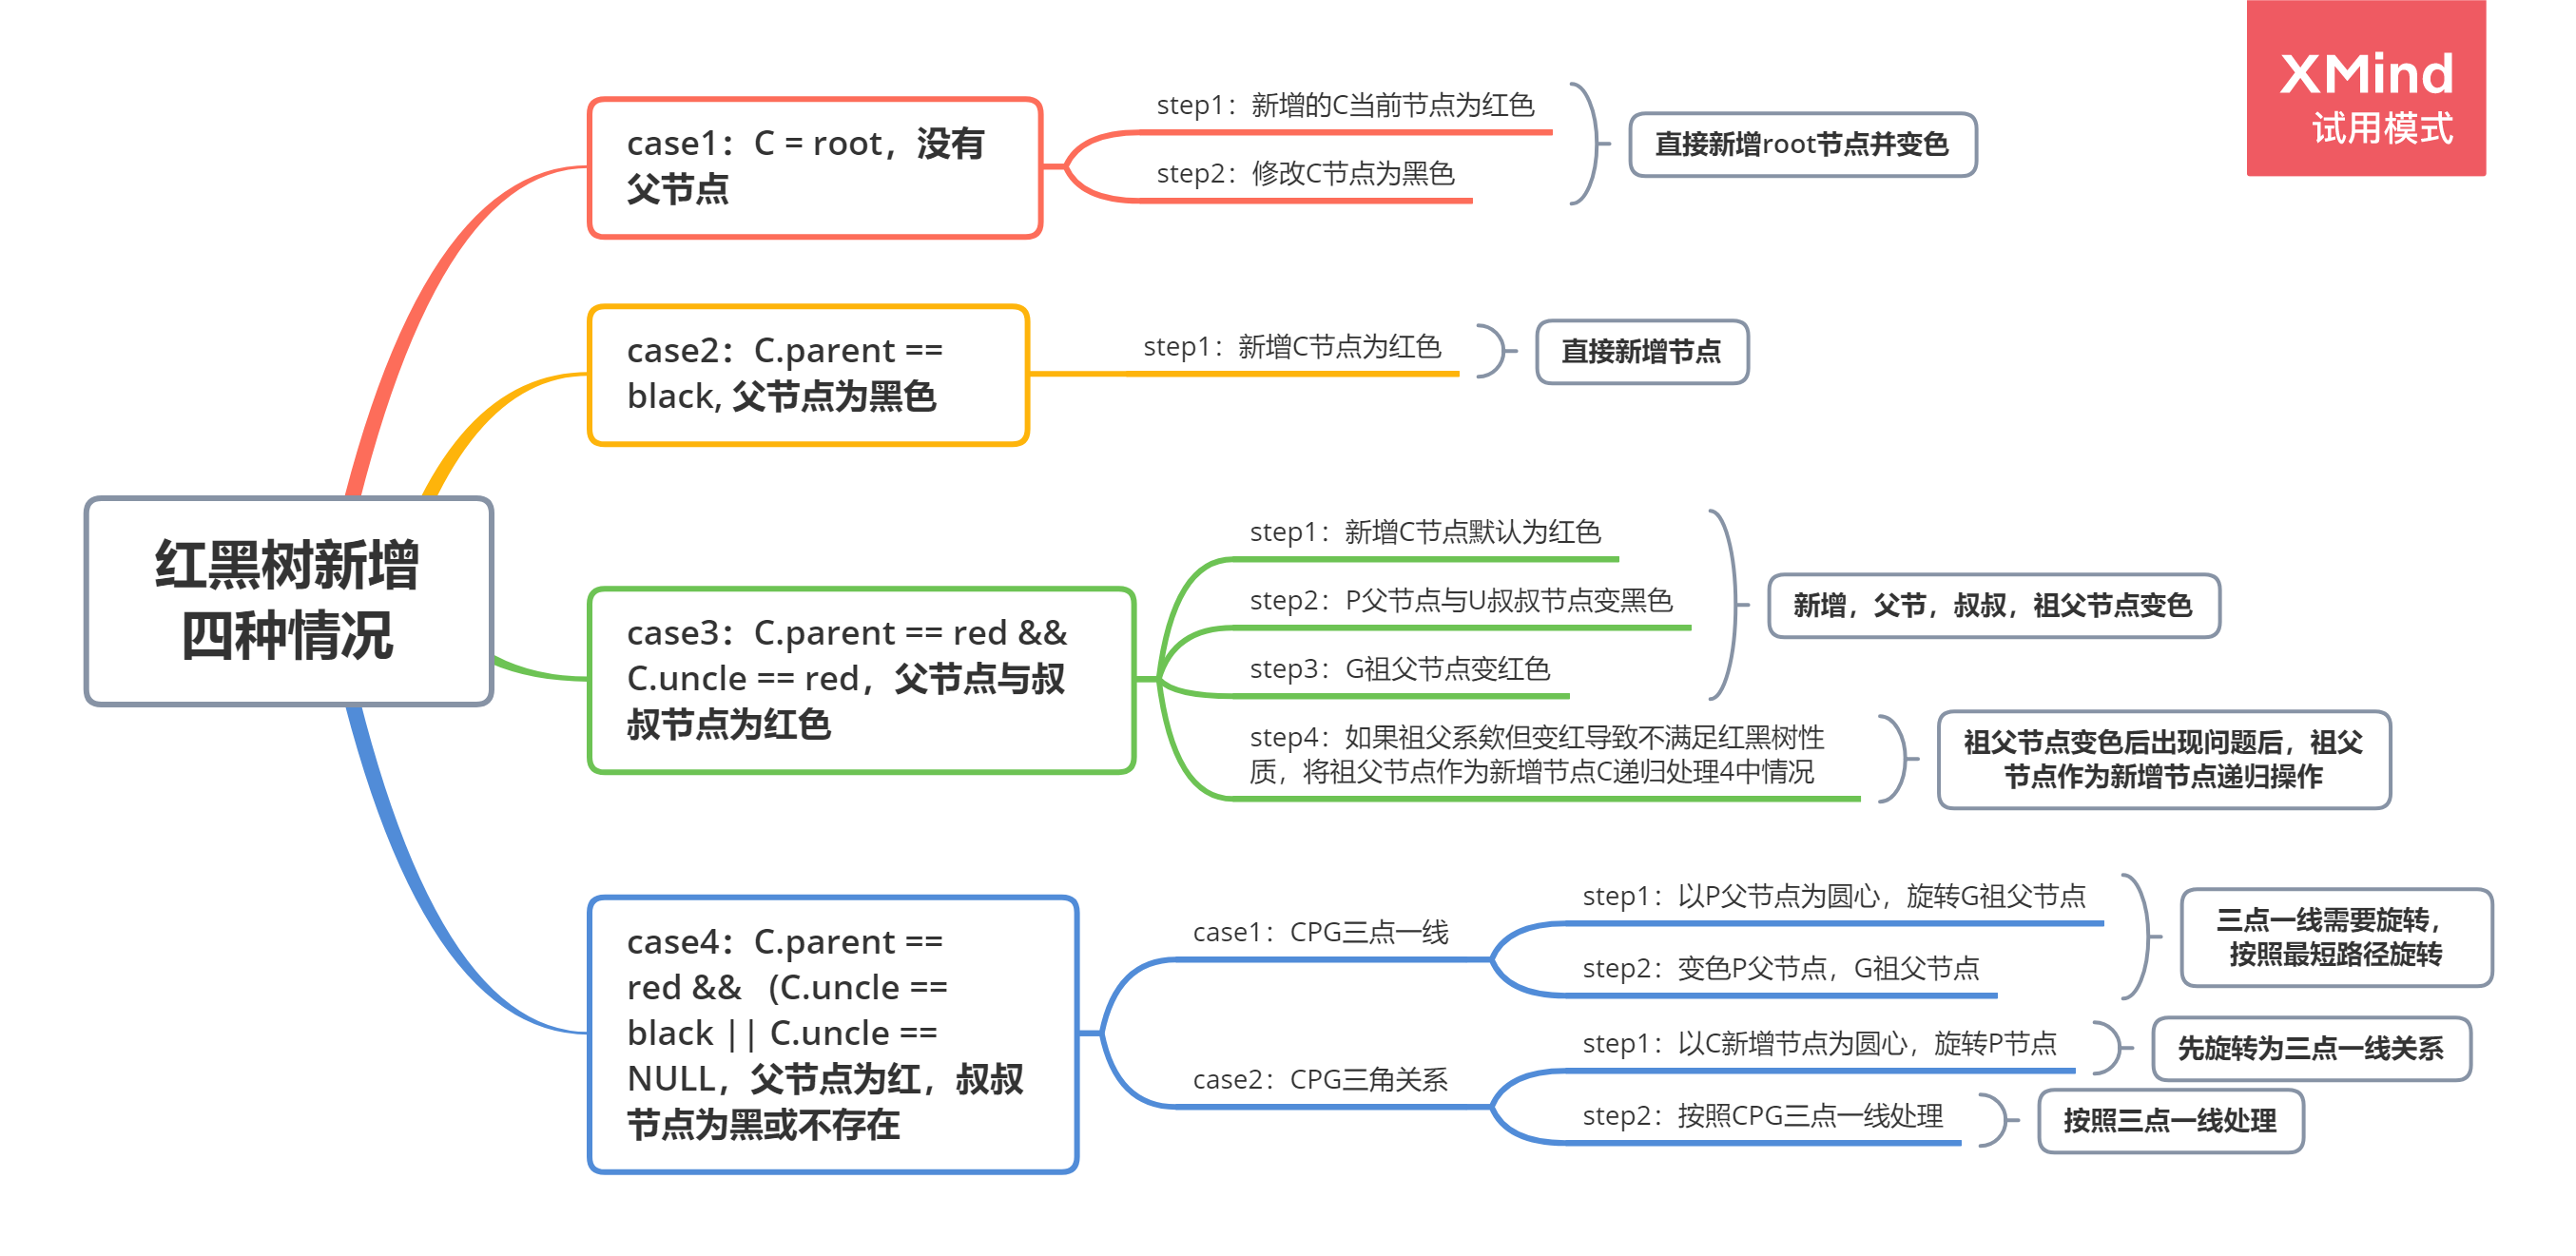 XMind
试用模式
红黑树新增
四种情况
case1：C = root，没有
父节点
step1：新增的C当前节点为红色
step2：修改C节点为黑色
直接新增root节点并变色
case2：C.parent ==
black, 父节点为黑色
step1：新增C节点为红色
直接新增节点
case3：C.parent == red &&
C.uncle == red，父节点与叔
叔节点为红色
step1：新增C节点默认为红色
step2：P父节点与U叔叔节点变黑色
step3：G祖父节点变红色
新增，父节，叔叔，祖父节点变色
step4：如果祖父系欸但变红导致不满足红黑树性
质，将祖父节点作为新增节点C递归处理4中情况
祖父节点变色后出现问题后，祖父
节点作为新增节点递归操作
case4：C.parent ==
red && （C.uncle ==
black || C.uncle ==
NULL，父节点为红，叔叔
节点为黑或不存在
case1：CPG三点一线
step1：以P父节点为圆心，旋转G祖父节点
step2：变色P父节点，G祖父节点
三点一线需要旋转，
按照最短路径旋转
case2：CPG三角关系
step1：以C新增节点为圆心，旋转P节点
先旋转为三点一线关系
step2：按照CPG三点一线处理
按照三点一线处理